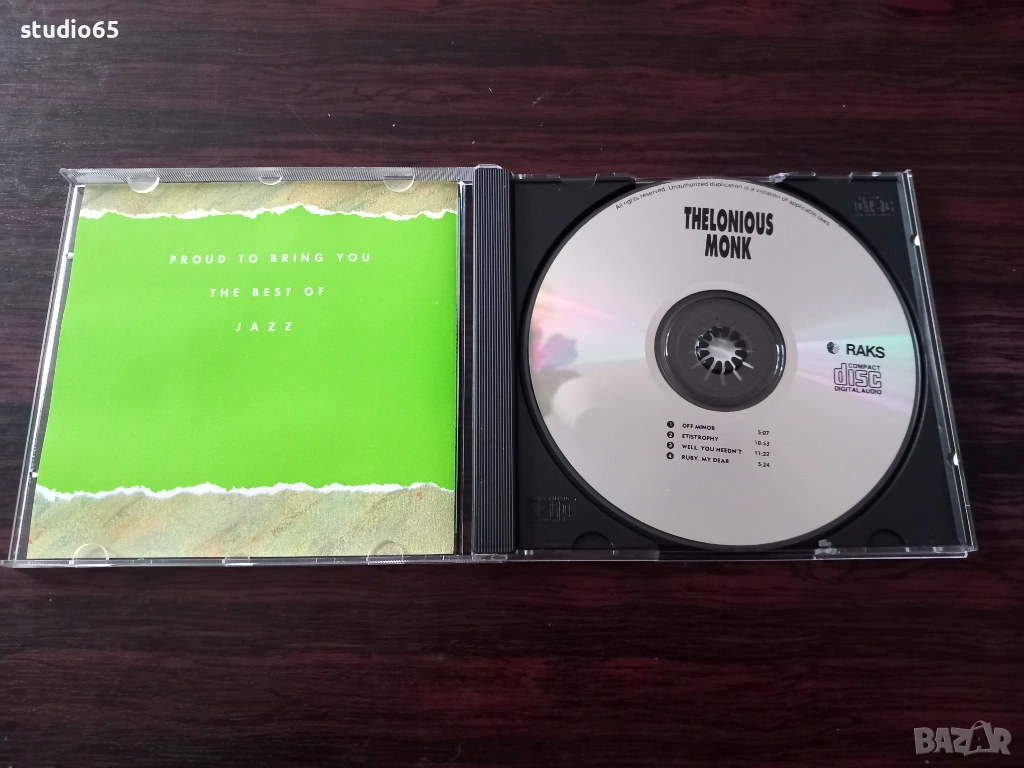 studio65
PROUD TO BRING YOU
THE BEST OF
JAZZ
All rights reserved. Unauthorized duplication is a violation of applicable laws.
THELONIOUS
MONK
RAKS
COMPACT
disc
DIGITAL AUDIO
1 OFF MINOR 5:07
2 ETISTROPHY 10:53
3 WELL, YOU NEEDN'T 11:22
4 RUBY, MY DEAR 5:24
BAZAR